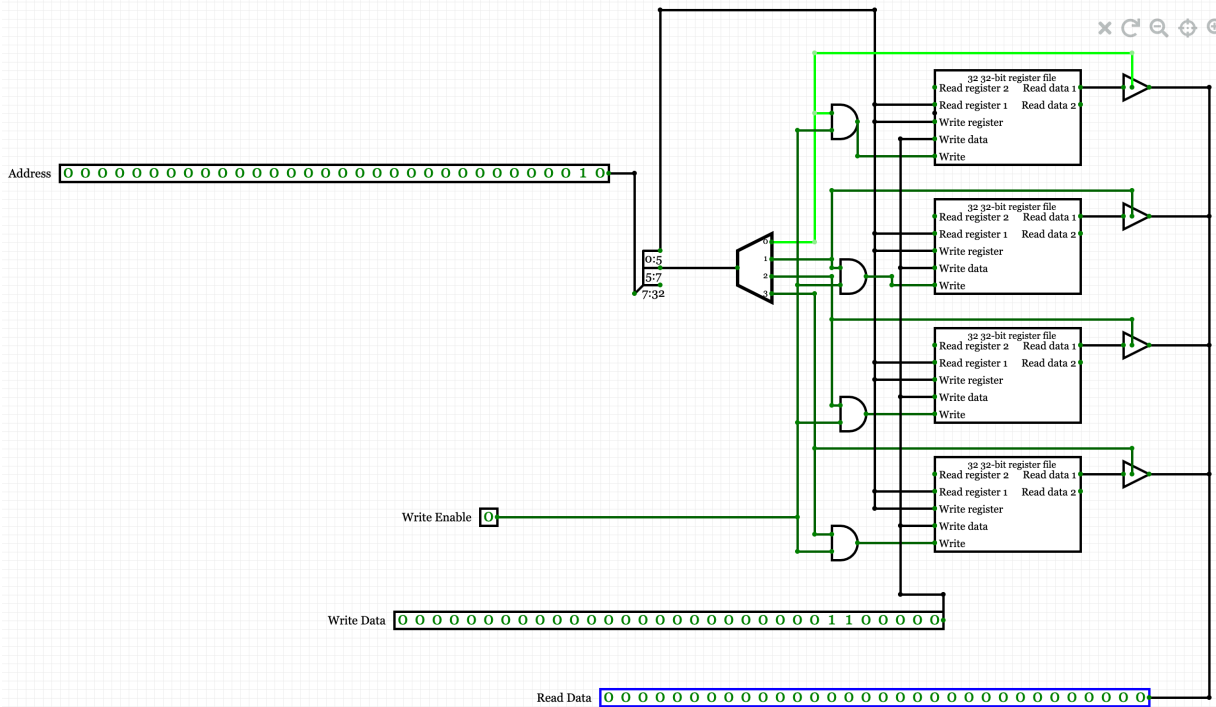 32 32-bit register file
Read register 2 Read data 1
Read register 1 Read data 2
Write register
Write data
Write
Address 0 0 0 0 0 0 0 0 0 0 0 0 0 0 0 0 0 0 0 0 0 0 0 0 0 0 0 0 0 0 1 0
32 32-bit register file
Read register 2 Read data 1
Read register 1 Read data 2
Write register
Write data
Write
0:5
5:7
7:32
0
1
2
3
32 32-bit register file
Read register 2 Read data 1
Read register 1 Read data 2
Write register
Write data
Write
32 32-bit register file
Read register 2 Read data 1
Read register 1 Read data 2
Write register
Write data
Write
Write Enable 0
Write Data 0 0 0 0 0 0 0 0 0 0 0 0 0 0 0 0 0 0 0 0 0 0 0 0 0 1 1 0 0 0 0 0
Read Data 0 0 0 0 0 0 0 0 0 0 0 0 0 0 0 0 0 0 0 0 0 0 0 0 0 0 0 0 0 0 0 0